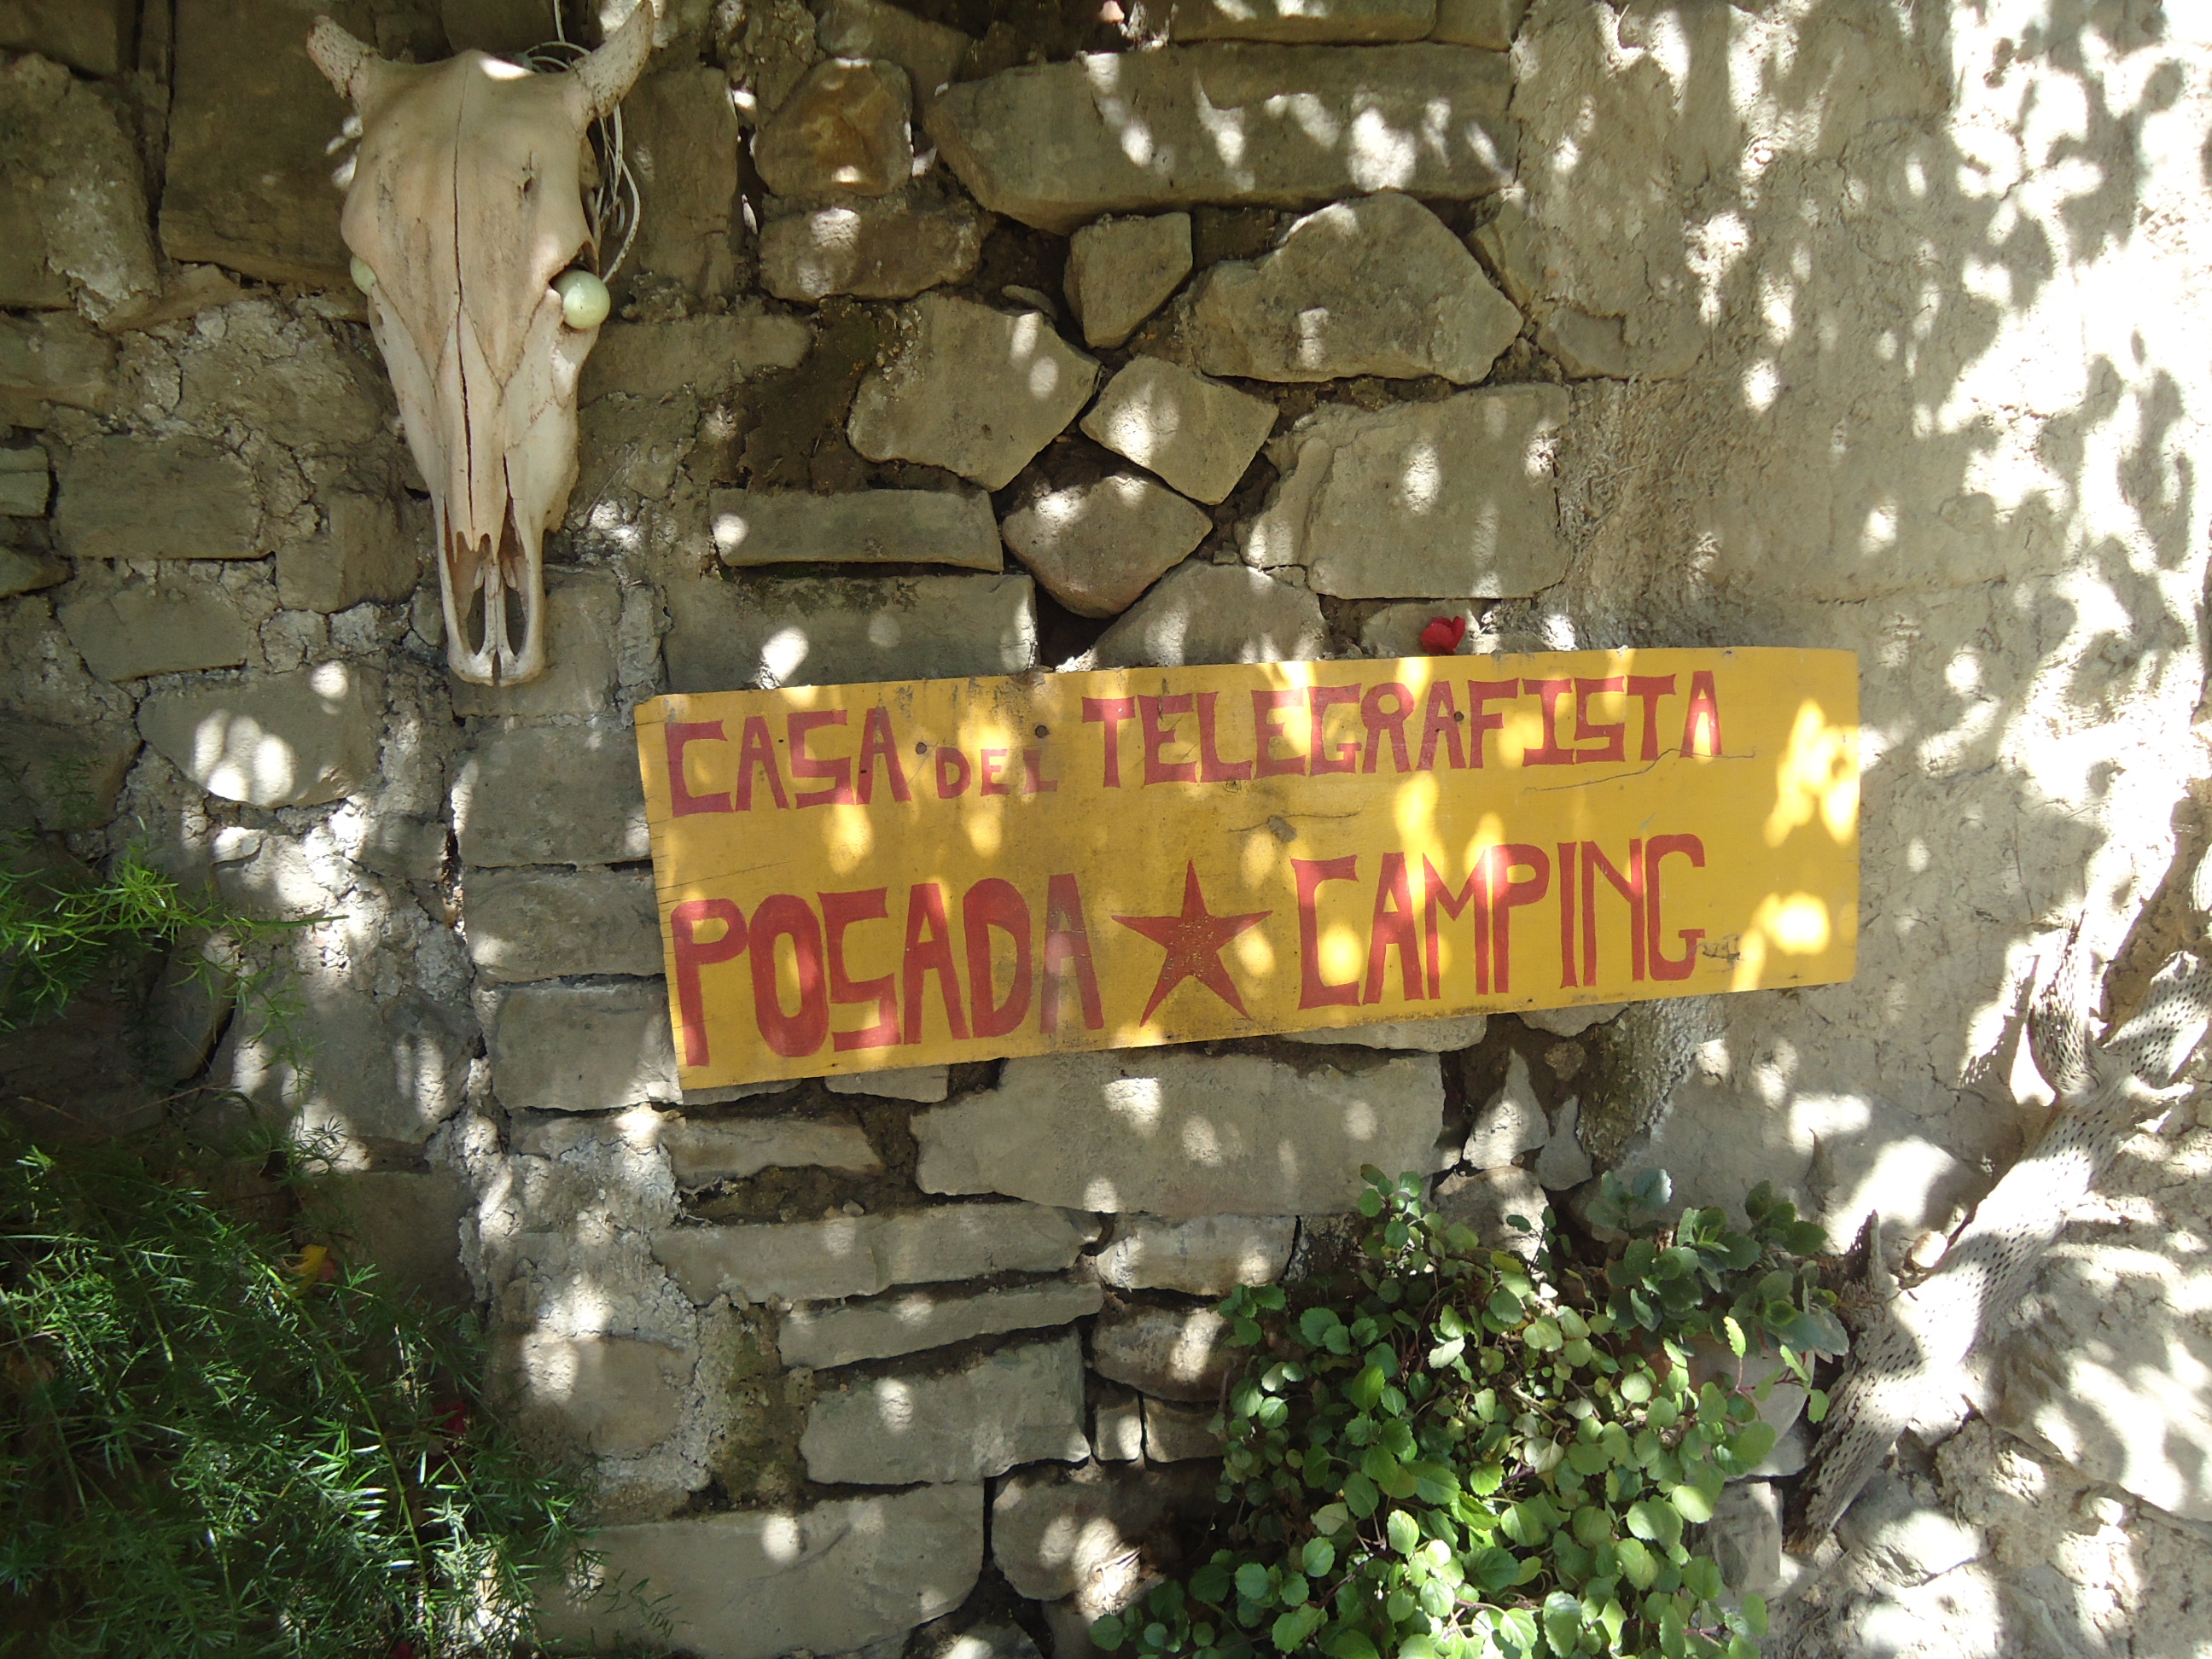 CASA DEL TELEGRAFISTA
POSADA ★ CAMPING